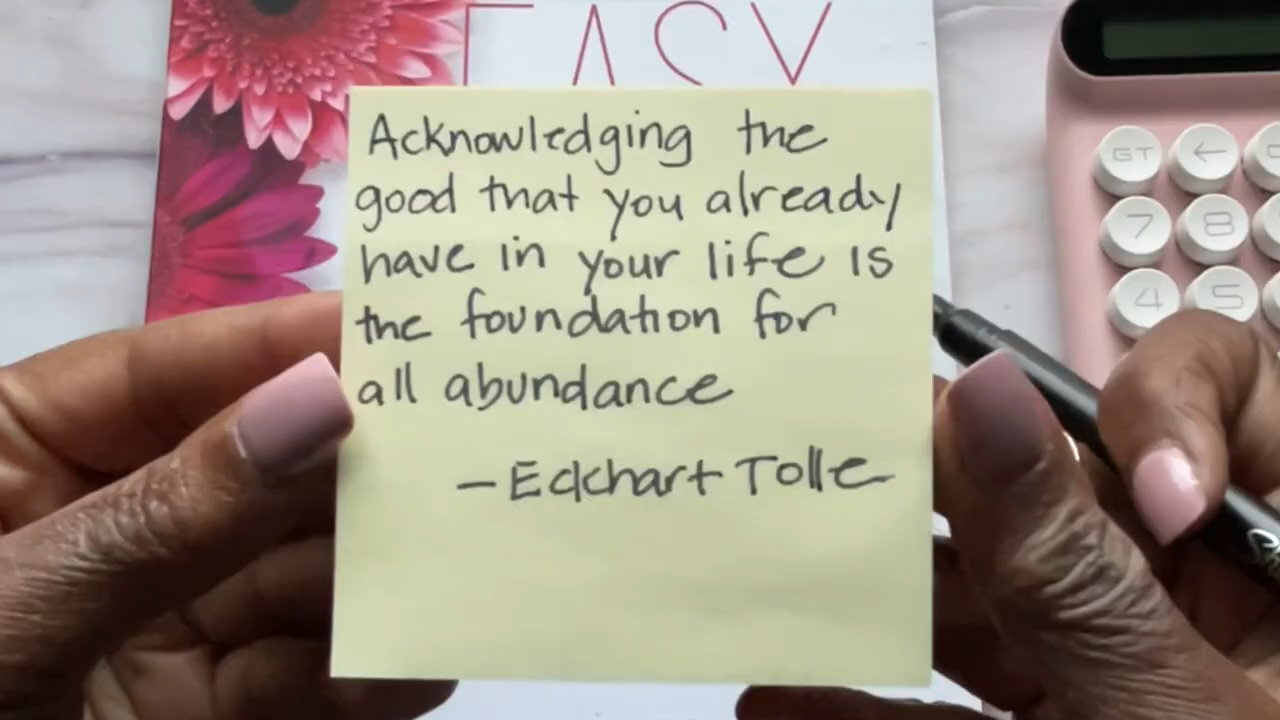 EASY
Acknowledging the
good that you already
have in your life is
the foundation for
all abundance
- Eckhart Tolle
GT ←
7 8
4 5